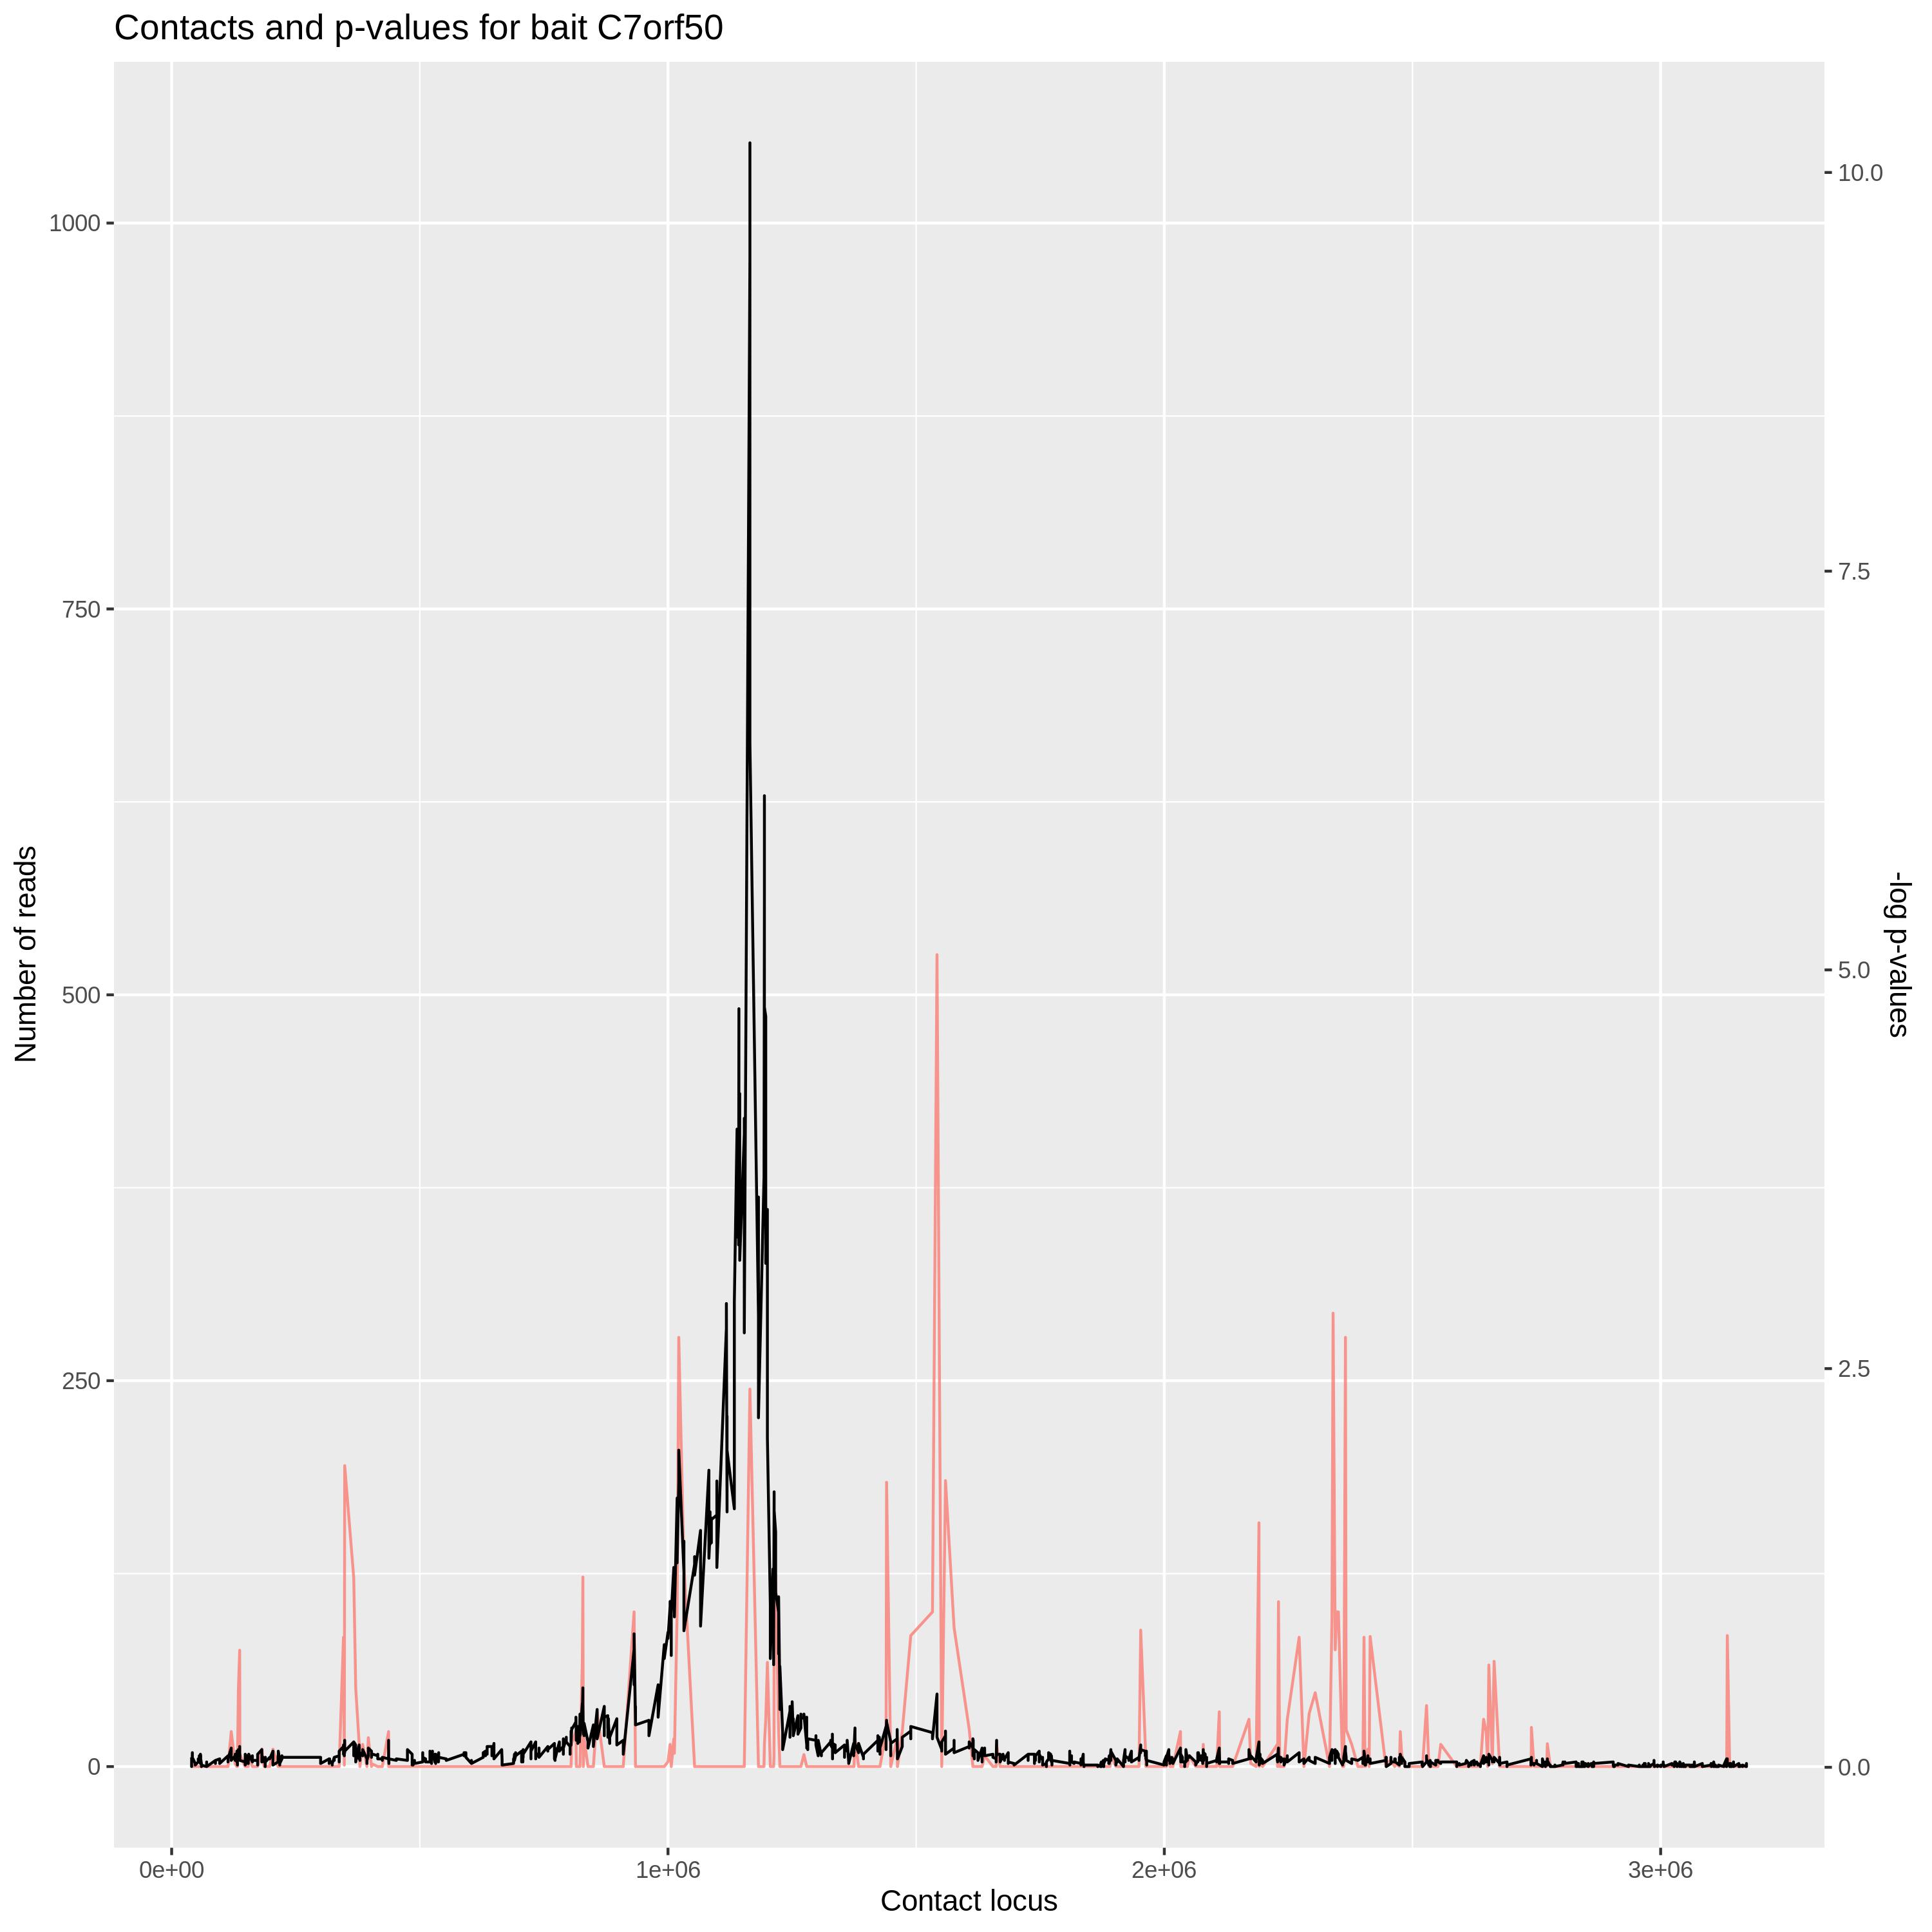 Contacts and p-values for bait C7orf50
1000
750
500
250
0
Number of reads
10.0
7.5
5.0
2.5
0.0
-log p-values
0e+00
1e+06
2e+06
3e+06
Contact locus